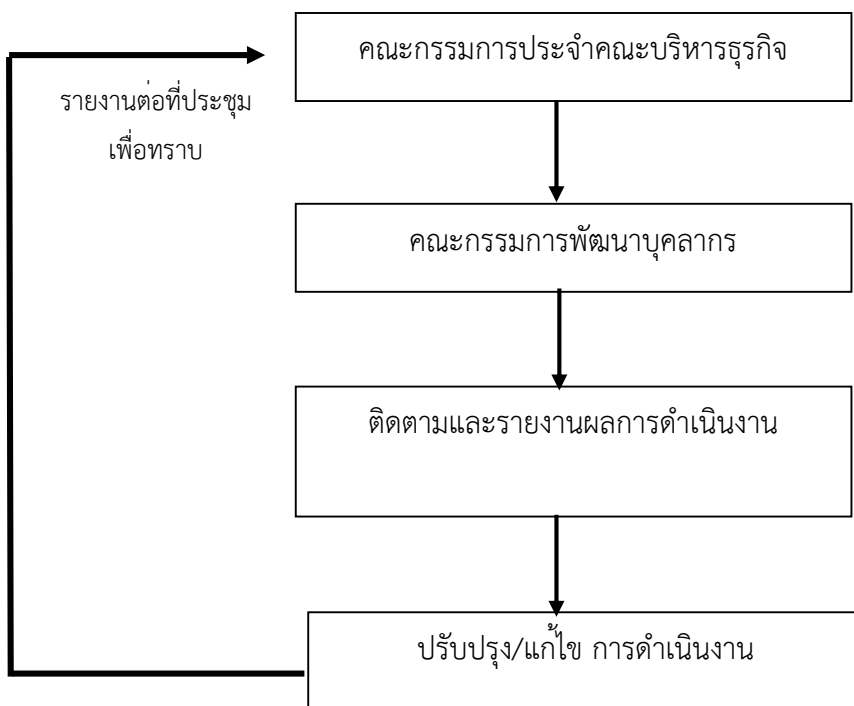 คณะกรรมการประจำคณะบริหารธุรกิจ
รายงานต่อที่ประชุม
เพื่อทราบ
คณะกรรมการพัฒนาบุคลากร
ติดตามและรายงานผลการดำเนินงาน
ปรับปรุง/แก้ไข การดำเนินงาน